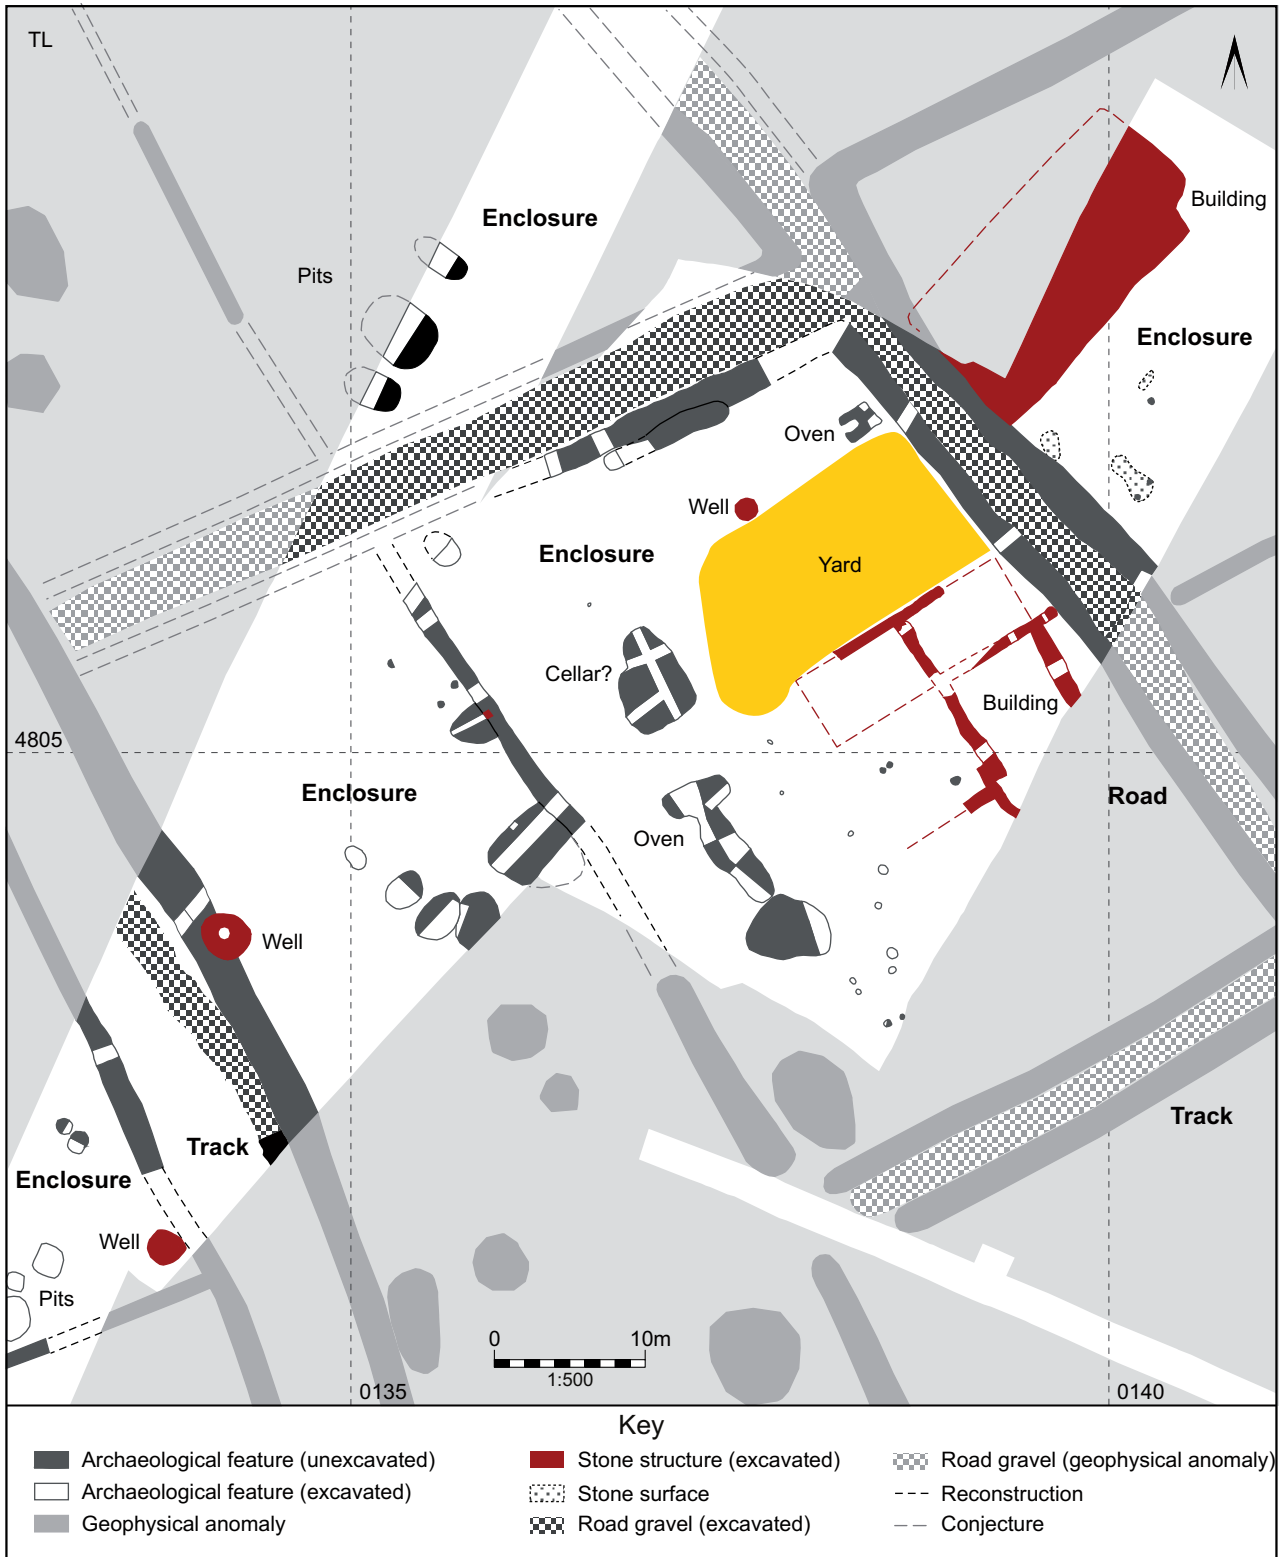 TL
Enclosure
Building
Pits
Enclosure
Oven
Well
Enclosure
Yard
Cellar?
Building
4805
Enclosure
Road
Oven
Well
Track
Track
Enclosure
Well
Pits
0 10m
1:500
0135
0140
Key
Archaeological feature (unexcavated)
Archaeological feature (excavated)
Geophysical anomaly
Stone structure (excavated)
Stone surface
Road gravel (excavated)
Road gravel (geophysical anomaly)
Reconstruction
Conjecture